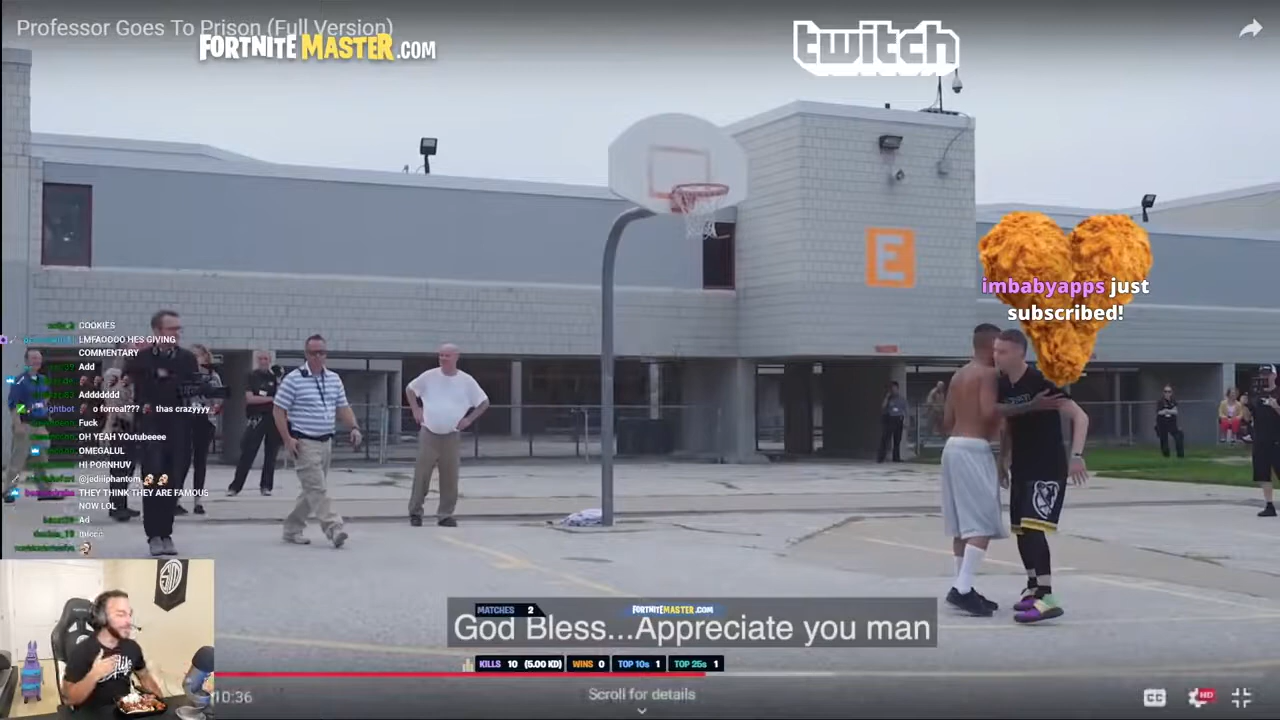 Professor Goes To Prison (Full Version)
FORTNITEMASTER.COM
twitch
E
imbabyapps just
subscribed!
COOKIES
LMFAOOOO HES GIVING
COMMENTARY
Add
Addddddd
o forreal??? thas crazyyyy
Fuck
OH YEAH YOutubeeee
OMEGALUL
HI PORNHUV
@jediiiphantom
THEY THINK THEY ARE FAMOUS
NOW LOL
Ad
MATCHES 2
FORTNITEMASTER.COM
God Bless...Appreciate you man
KILLS 10 (5.00 KD) WINS 0 TOP 10s 1 TOP 25s 1
10:36
Scroll for details
CC
HD
TSM